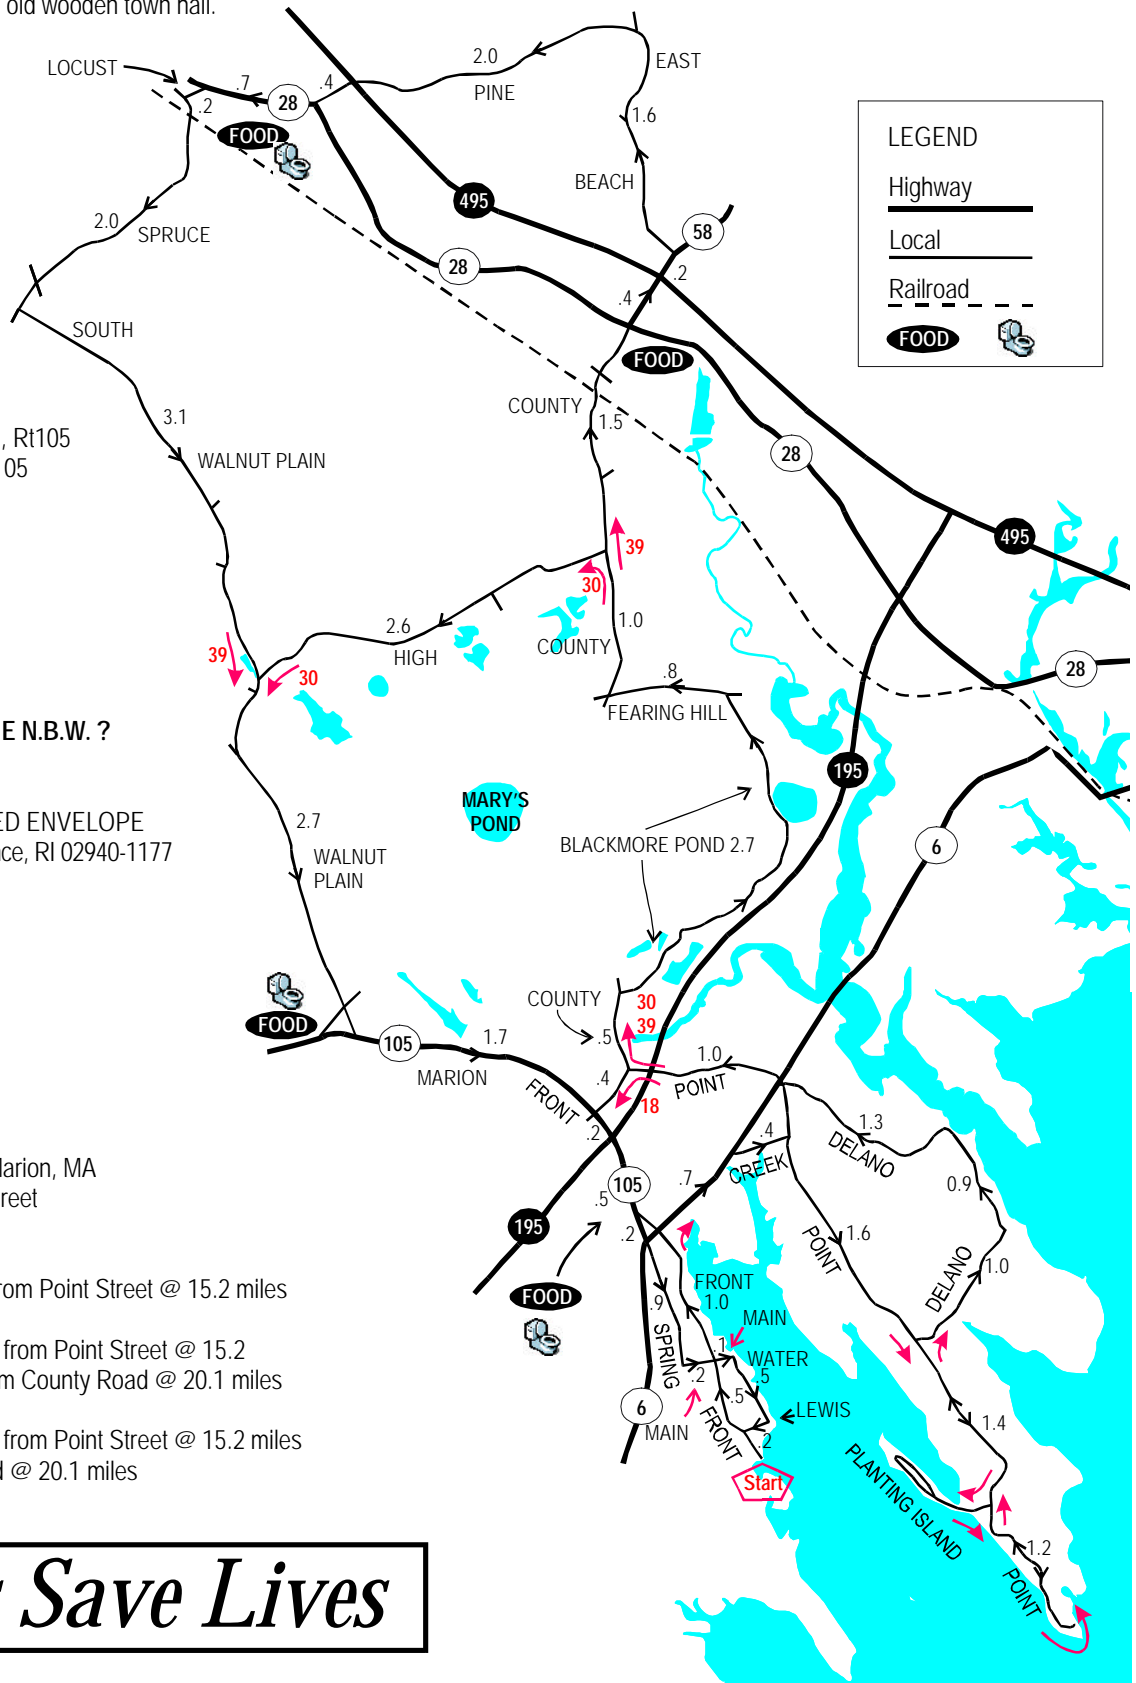 old wooden town hall.
LOCUST
.7
.4
2.0
PINE
EAST
28
.2
FOOD
1.6
BEACH
495
58
2.0
SPRUCE
28
.2
.4
LEGEND
Highway
Local
Railroad
FOOD
SOUTH
FOOD
COUNTY
3.1
1.5
, Rt105
05
WALNUT PLAIN
28
495
39
30
1.0
2.6
HIGH
COUNTY
39
30
.8
28
FEARING HILL
E N.B.W. ?
195
MARY'S
POND
ED ENVELOPE
ce, RI 02940-1177
2.7
WALNUT
PLAIN
BLACKMORE POND 2.7
6
COUNTY
30
39
.5
FOOD
105
1.7
MARION
FRONT
.4
1.0
POINT
18
.2
1.3
DELANO
.4
CREEK
Marion, MA
reet
105
.5
.7
0.9
195
.2
POINT
1.6
DELANO
1.0
from Point Street @ 15.2 miles
FOOD
FRONT
1.0
.9
MAIN
SPRING
.1
WATER
from Point Street @ 15.2
m County Road @ 20.1 miles
.2
.5
.5
LEWIS
6
MAIN
FRONT
.2
1.4
from Point Street @ 15.2 miles
d @ 20.1 miles
Start
PLANTING ISLAND
1.2
POINT
Save Lives